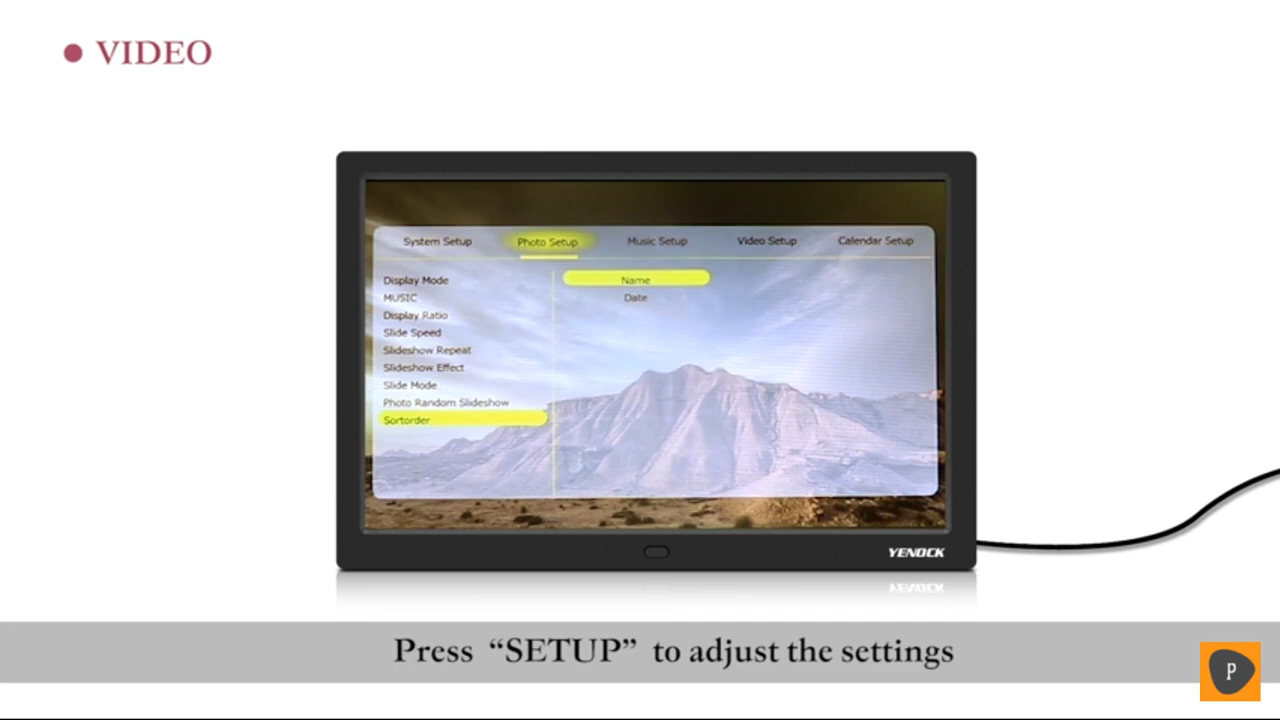 VIDEO
System Setup Photo Setup Music Setup Video Setup Calendar Setup
Display Mode
MUSIC
Display Ratio
Slide Speed
Slideshow Repeat
Slideshow Effect
Slide Mode
Photo Random Slideshow
Sortorder
Name
Date
YENOCK
Press “SETUP” to adjust the settings
P